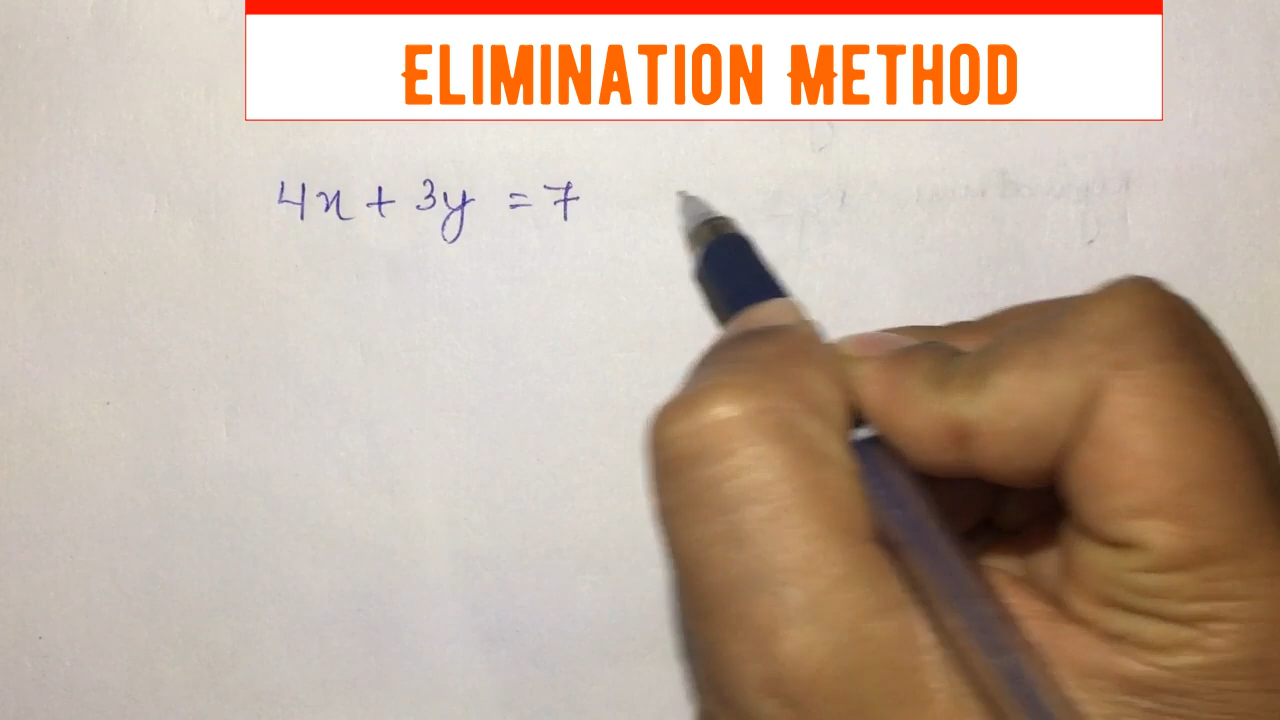 ELIMINATION METHOD
4x + 3y = 7